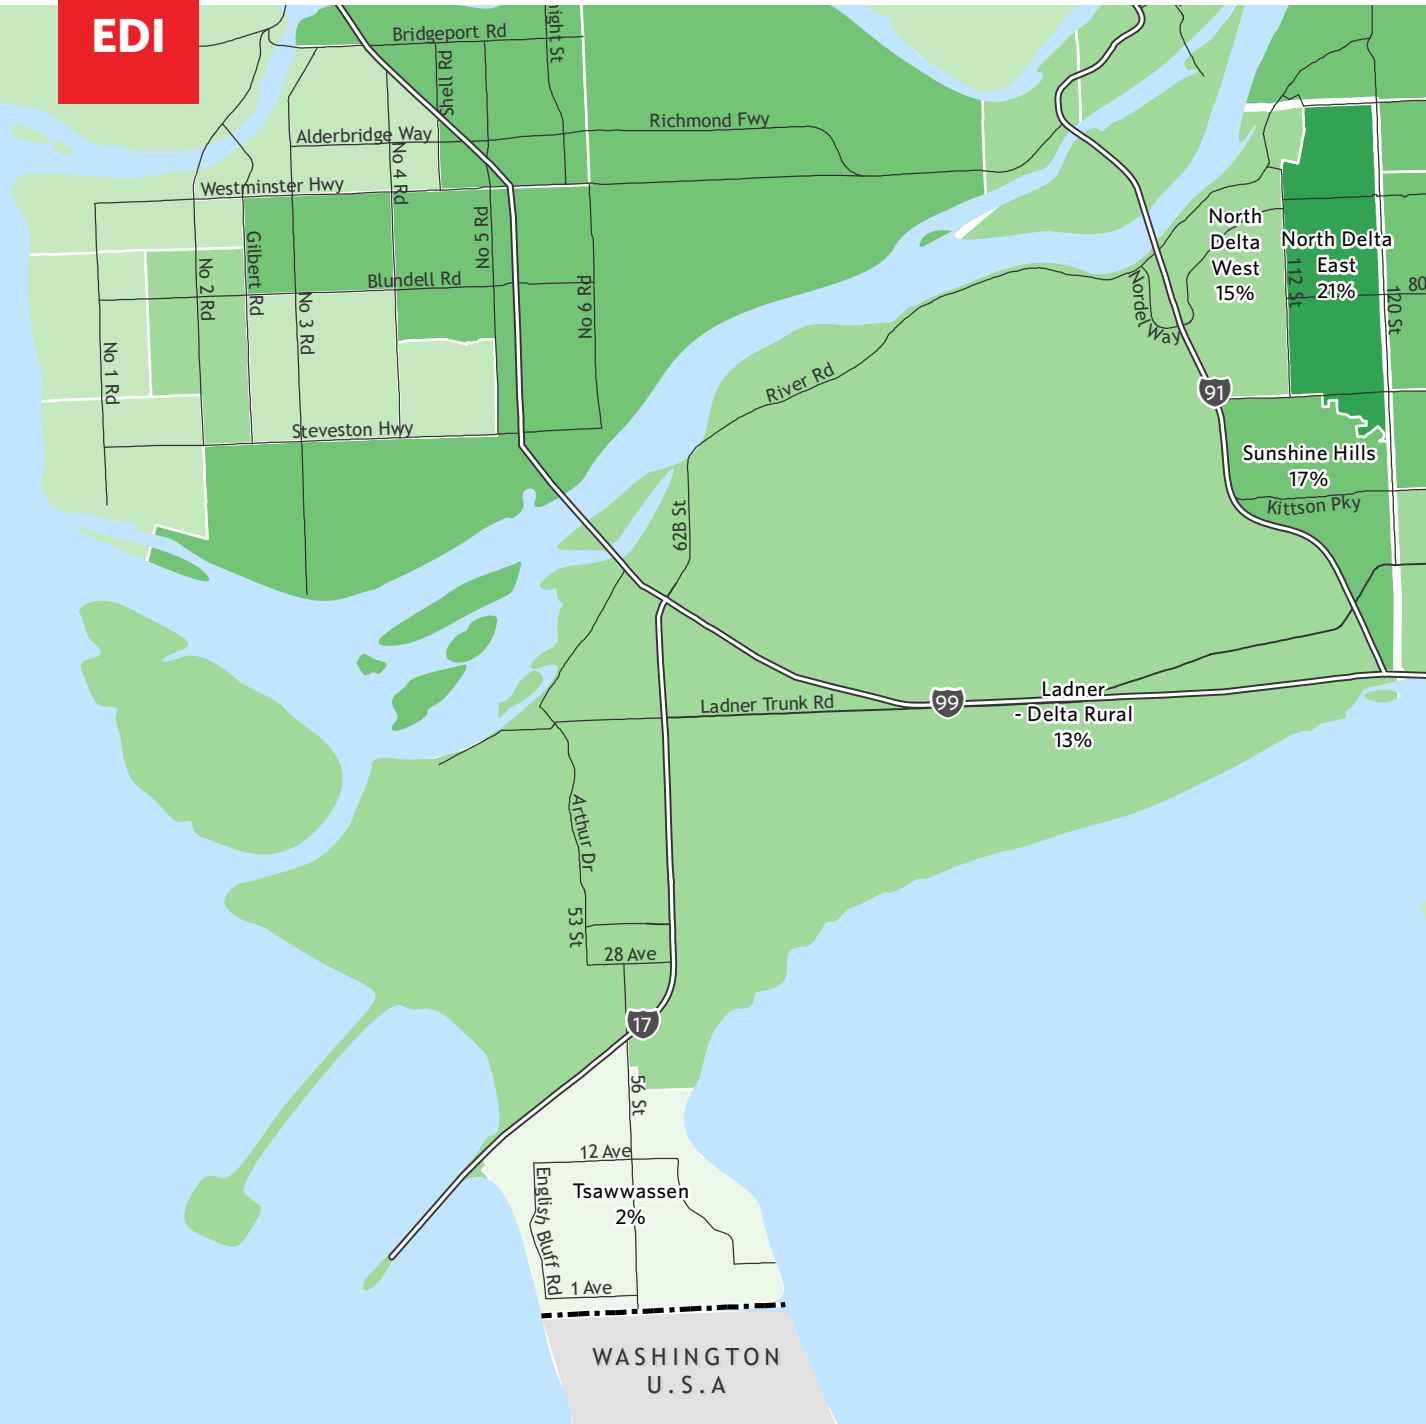 EDI
Bridgeport Rd
Shell Rd
ight St
Richmond Fwy
Alderbridge Way
No 4 Rd
Westminster Hwy
No 5 Rd
Gilbert Rd
No 2 Rd
Blundell Rd
No 3 Rd
No 6 Rd
No 1 Rd
Steveston Hwy
North
Delta
West
15%
North Delta
East
21%
112 St
120 St
80
Nordel Way
River Rd
91
Sunshine Hills
17%
Kittson Pky
62B St
Ladner Trunk Rd
99
Ladner
- Delta Rural
13%
Arthur Dr
53 St
28 Ave
17
56 St
12 Ave
English Bluff Rd
Tsawwassen
2%
1 Ave
WASHINGTON
U.S.A